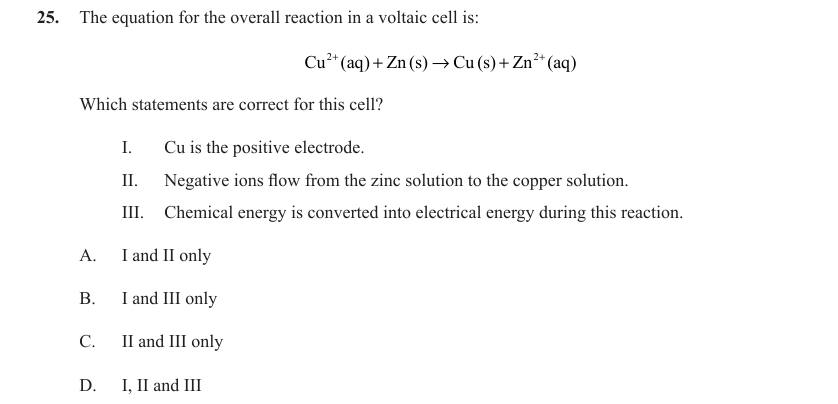 25. The equation for the overall reaction in a voltaic cell is:
Cu²⁺(aq) + Zn(s) → Cu(s) + Zn²⁺(aq)
Which statements are correct for this cell?
I. Cu is the positive electrode.
II. Negative ions flow from the zinc solution to the copper solution.
III. Chemical energy is converted into electrical energy during this reaction.
A. I and II only
B. I and III only
C. II and III only
D. I, II and III